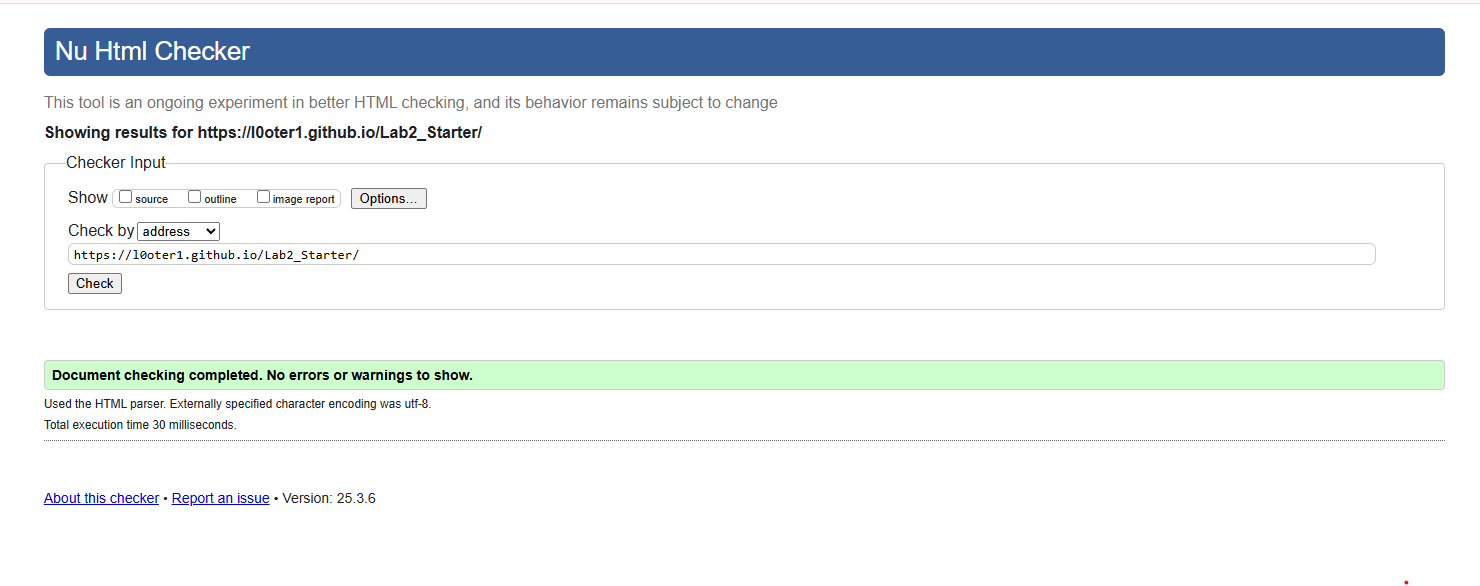 Nu Html Checker
This tool is an ongoing experiment in better HTML checking, and its behavior remains subject to change
Showing results for https://l0oter1.github.io/Lab2_Starter/
Checker Input
Show source outline image report Options...
Check by address
https://l0oter1.github.io/Lab2_Starter/
Check
Document checking completed. No errors or warnings to show.
Used the HTML parser. Externally specified character encoding was utf-8.
Total execution time 30 milliseconds.
About this checker • Report an issue • Version: 25.3.6